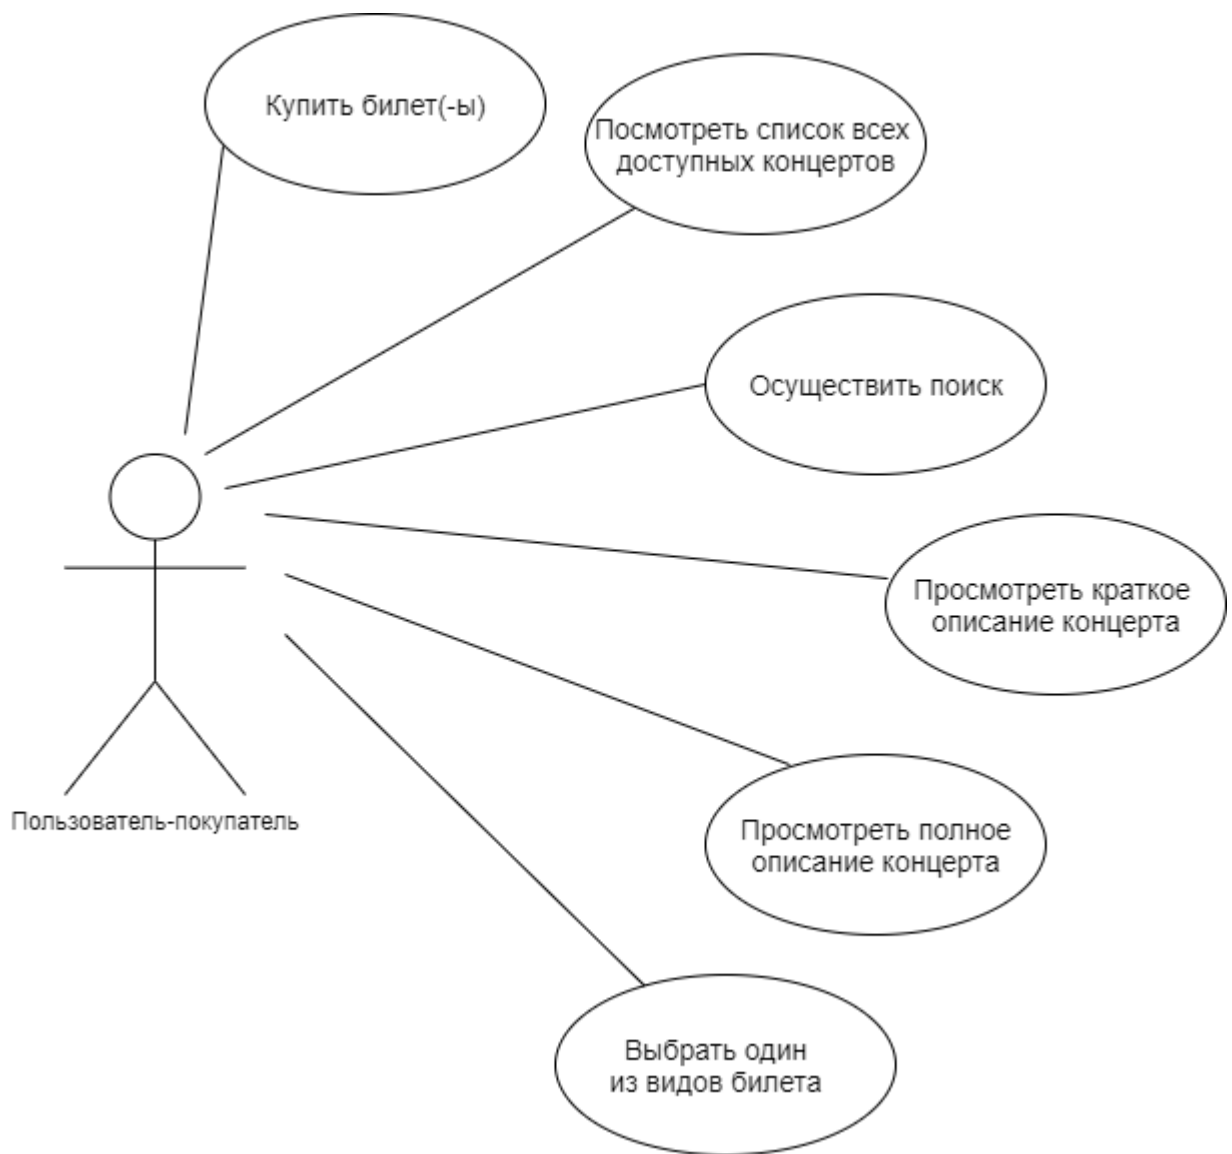 Купить билет(-ы)
Посмотреть список всех
доступных концертов
Осуществить поиск
Просмотреть краткое
описание концерта
Пользователь-покупатель
Просмотреть полное
описание концерта
Выбрать один
из видов билета